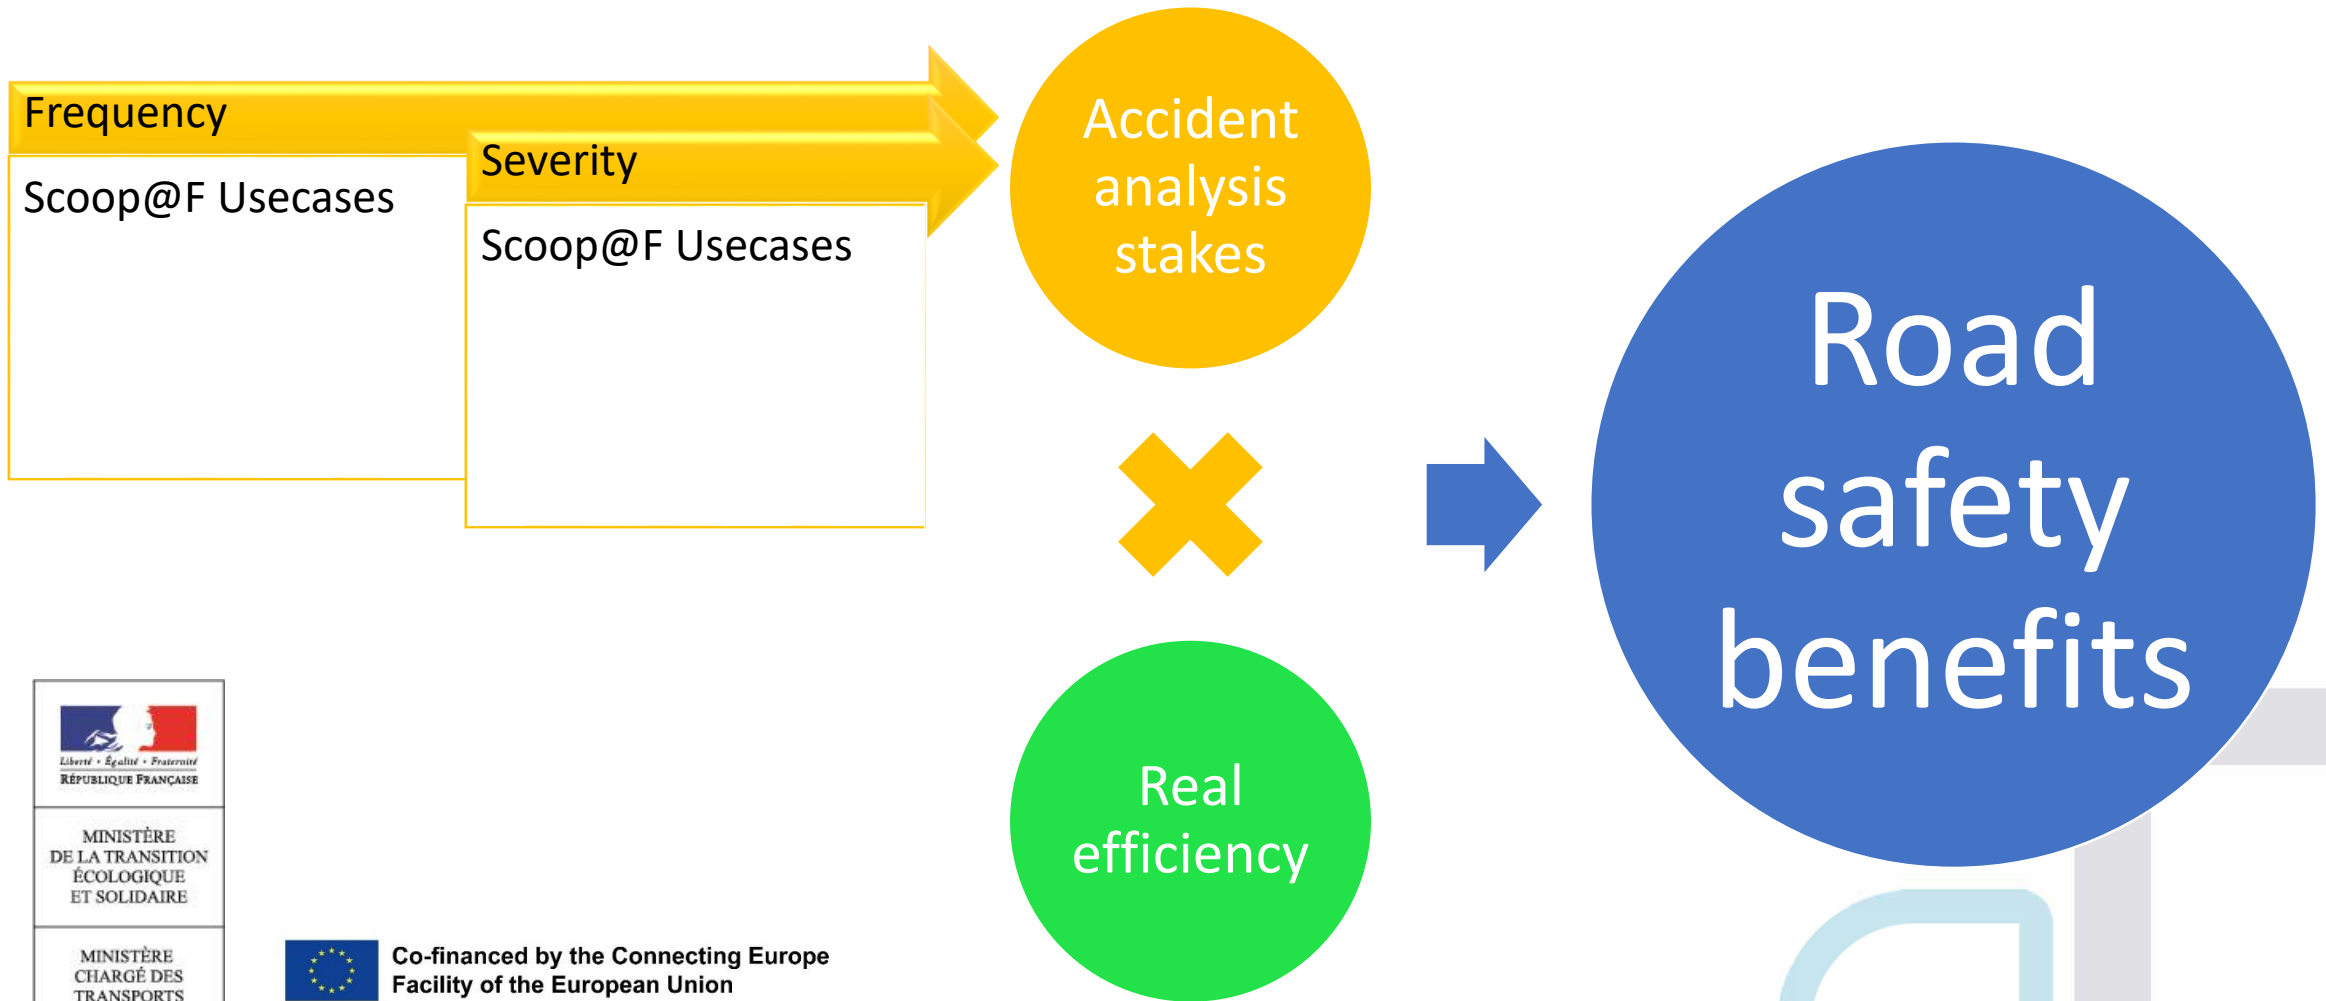 Frequency
Scoop@F Usecases
Severity
Scoop@F Usecases
Accident
analysis
stakes
Real
efficiency
Road
safety
benefits
Liberté • Égalité • Fraternité
RÉPUBLIQUE FRANÇAISE
MINISTÈRE
DE LA TRANSITION
ÉCOLOGIQUE
ET SOLIDAIRE
MINISTÈRE
CHARGÉ DES
TRANSPORTS
Co-financed by the Connecting Europe
Facility of the European Union